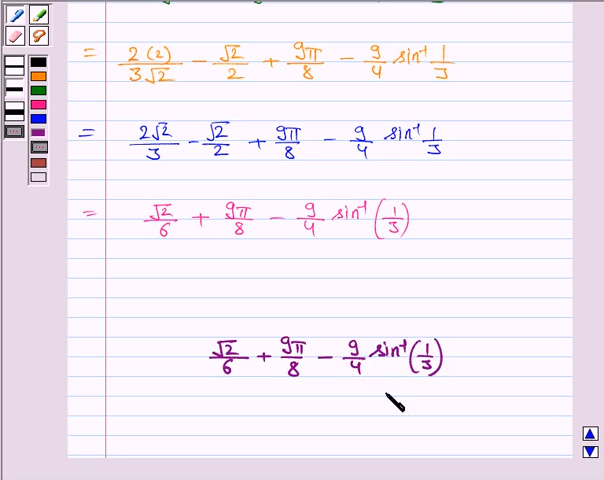 = 2(2)/3√2 − √2/2 + 9π/8 − 9/4 sin⁻¹ 1/3
= 2√2/3 − √2/2 + 9π/8 − 9/4 sin⁻¹ 1/3
= √2/6 + 9π/8 − 9/4 sin⁻¹ (1/3)
√2/6 + 9π/8 − 9/4 sin⁻¹ (1/3)